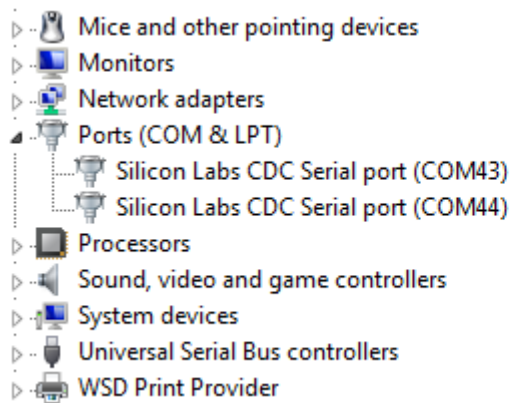 Mice and other pointing devices
Monitors
Network adapters
Ports (COM & LPT)
Silicon Labs CDC Serial port (COM43)
Silicon Labs CDC Serial port (COM44)
Processors
Sound, video and game controllers
System devices
Universal Serial Bus controllers
WSD Print Provider